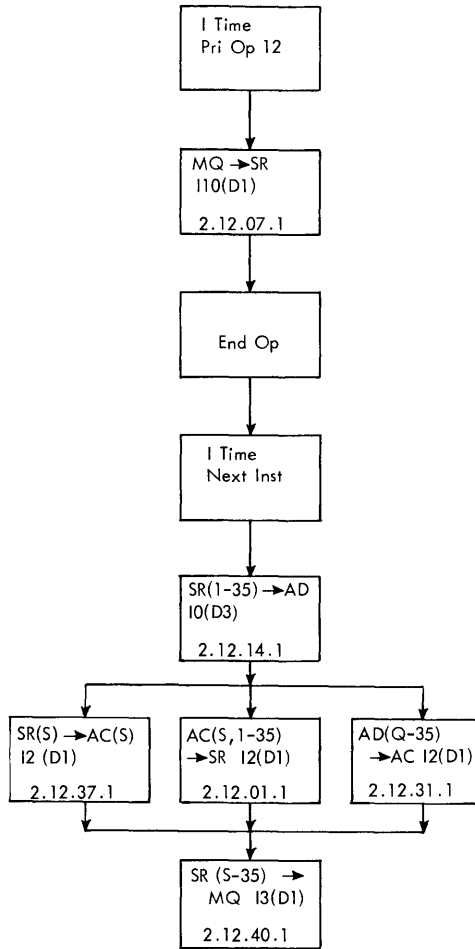 I Time
Pri Op 12
MQ → SR
I10(D1)
2.12.07.1
End Op
I Time
Next Inst
SR(1-35) → AD
I0(D3)
2.12.14.1
SR(S) → AC(S)
I2 (D1)
2.12.37.1
AC(S,1-35)
→ SR I2(D1)
2.12.01.1
AD(Q-35)
→ AC I2(D1)
2.12.31.1
SR (S-35) →
MQ I3(D1)
2.12.40.1